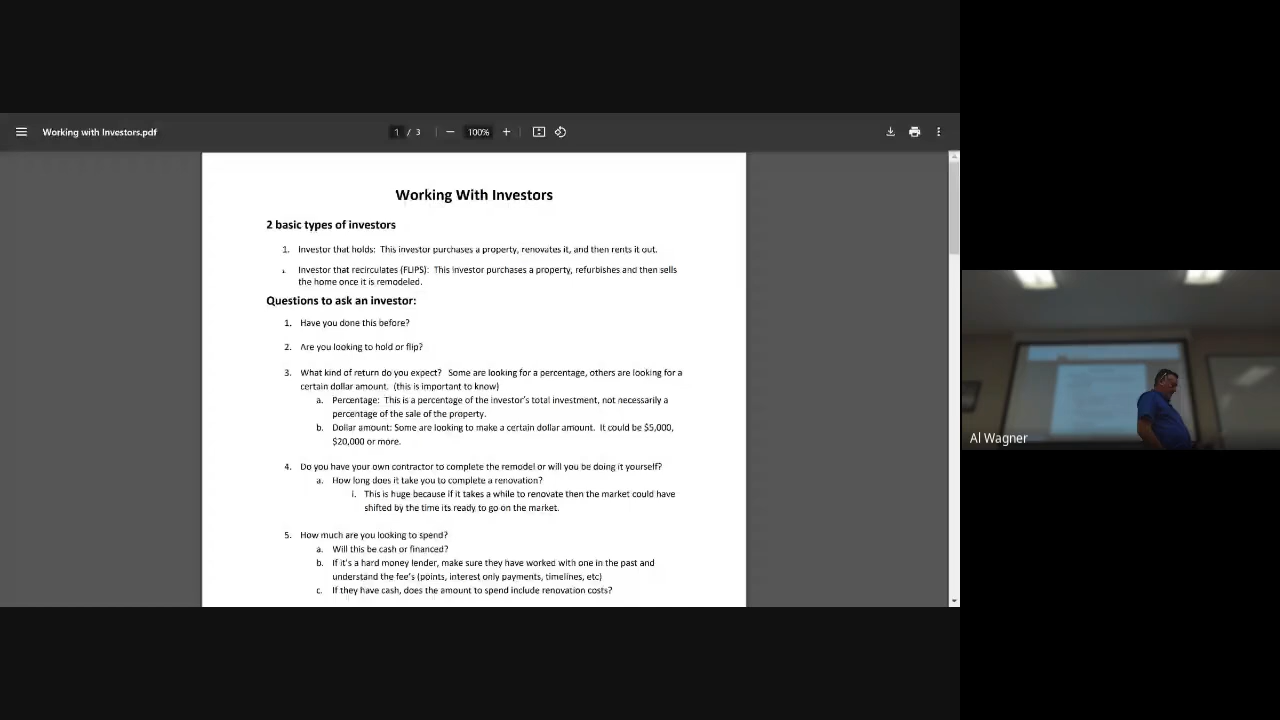 Working with Investors.pdf
1 / 3
100%
Working With Investors
2 basic types of investors
1. Investor that holds: This investor purchases a property, renovates it, and then rents it out.
Investor that recirculates (FLIPS): This investor purchases a property, refurbishes and then sells
the home once it is remodeled.
Questions to ask an investor:
1. Have you done this before?
2. Are you looking to hold or flip?
3. What kind of return do you expect? Some are looking for a percentage, others are looking for a
certain dollar amount. (this is important to know)
a. Percentage: This is a percentage of the investor's total investment, not necessarily a
percentage of the sale of the property.
b. Dollar amount: Some are looking to make a certain dollar amount. It could be $5,000,
$20,000 or more.
4. Do you have your own contractor to complete the remodel or will you be doing it yourself?
a. How long does it take you to complete a renovation?
i. This is huge because if it takes a while to renovate then the market could have
shifted by the time its ready to go on the market.
5. How much are you looking to spend?
a. Will this be cash or financed?
b. If it's a hard money lender, make sure they have worked with one in the past and
understand the fee's (points, interest only payments, timelines, etc)
c. If they have cash, does the amount to spend include renovation costs?
Al Wagner